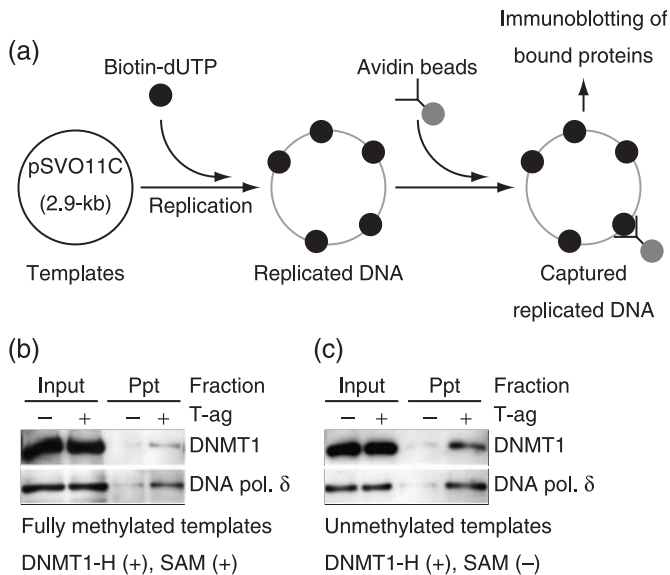 (a)
Biotin-dUTP
Avidin beads
Immunoblotting of
bound proteins
pSVO11C
(2.9-kb)
Replication
Templates
Replicated DNA
Captured
replicated DNA
(b)
Input Ppt Fraction
− + − + T-ag
DNMT1
DNA pol. δ
Fully methylated templates
DNMT1-H (+), SAM (+)
(c)
Input Ppt Fraction
− + − + T-ag
DNMT1
DNA pol. δ
Unmethylated templates
DNMT1-H (+), SAM (−)